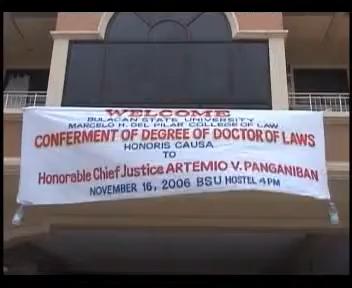 WELCOME
BULACAN STATE UNIVERSITY
MARCELO H. DEL PILAR COLLEGE OF LAW
CONFERMENT OF DEGREE OF DOCTOR OF LAWS
HONORIS CAUSA
TO
Honorable Chief Justice ARTEMIO V. PANGANIBAN
NOVEMBER 16, 2006 BSU HOSTEL 4PM